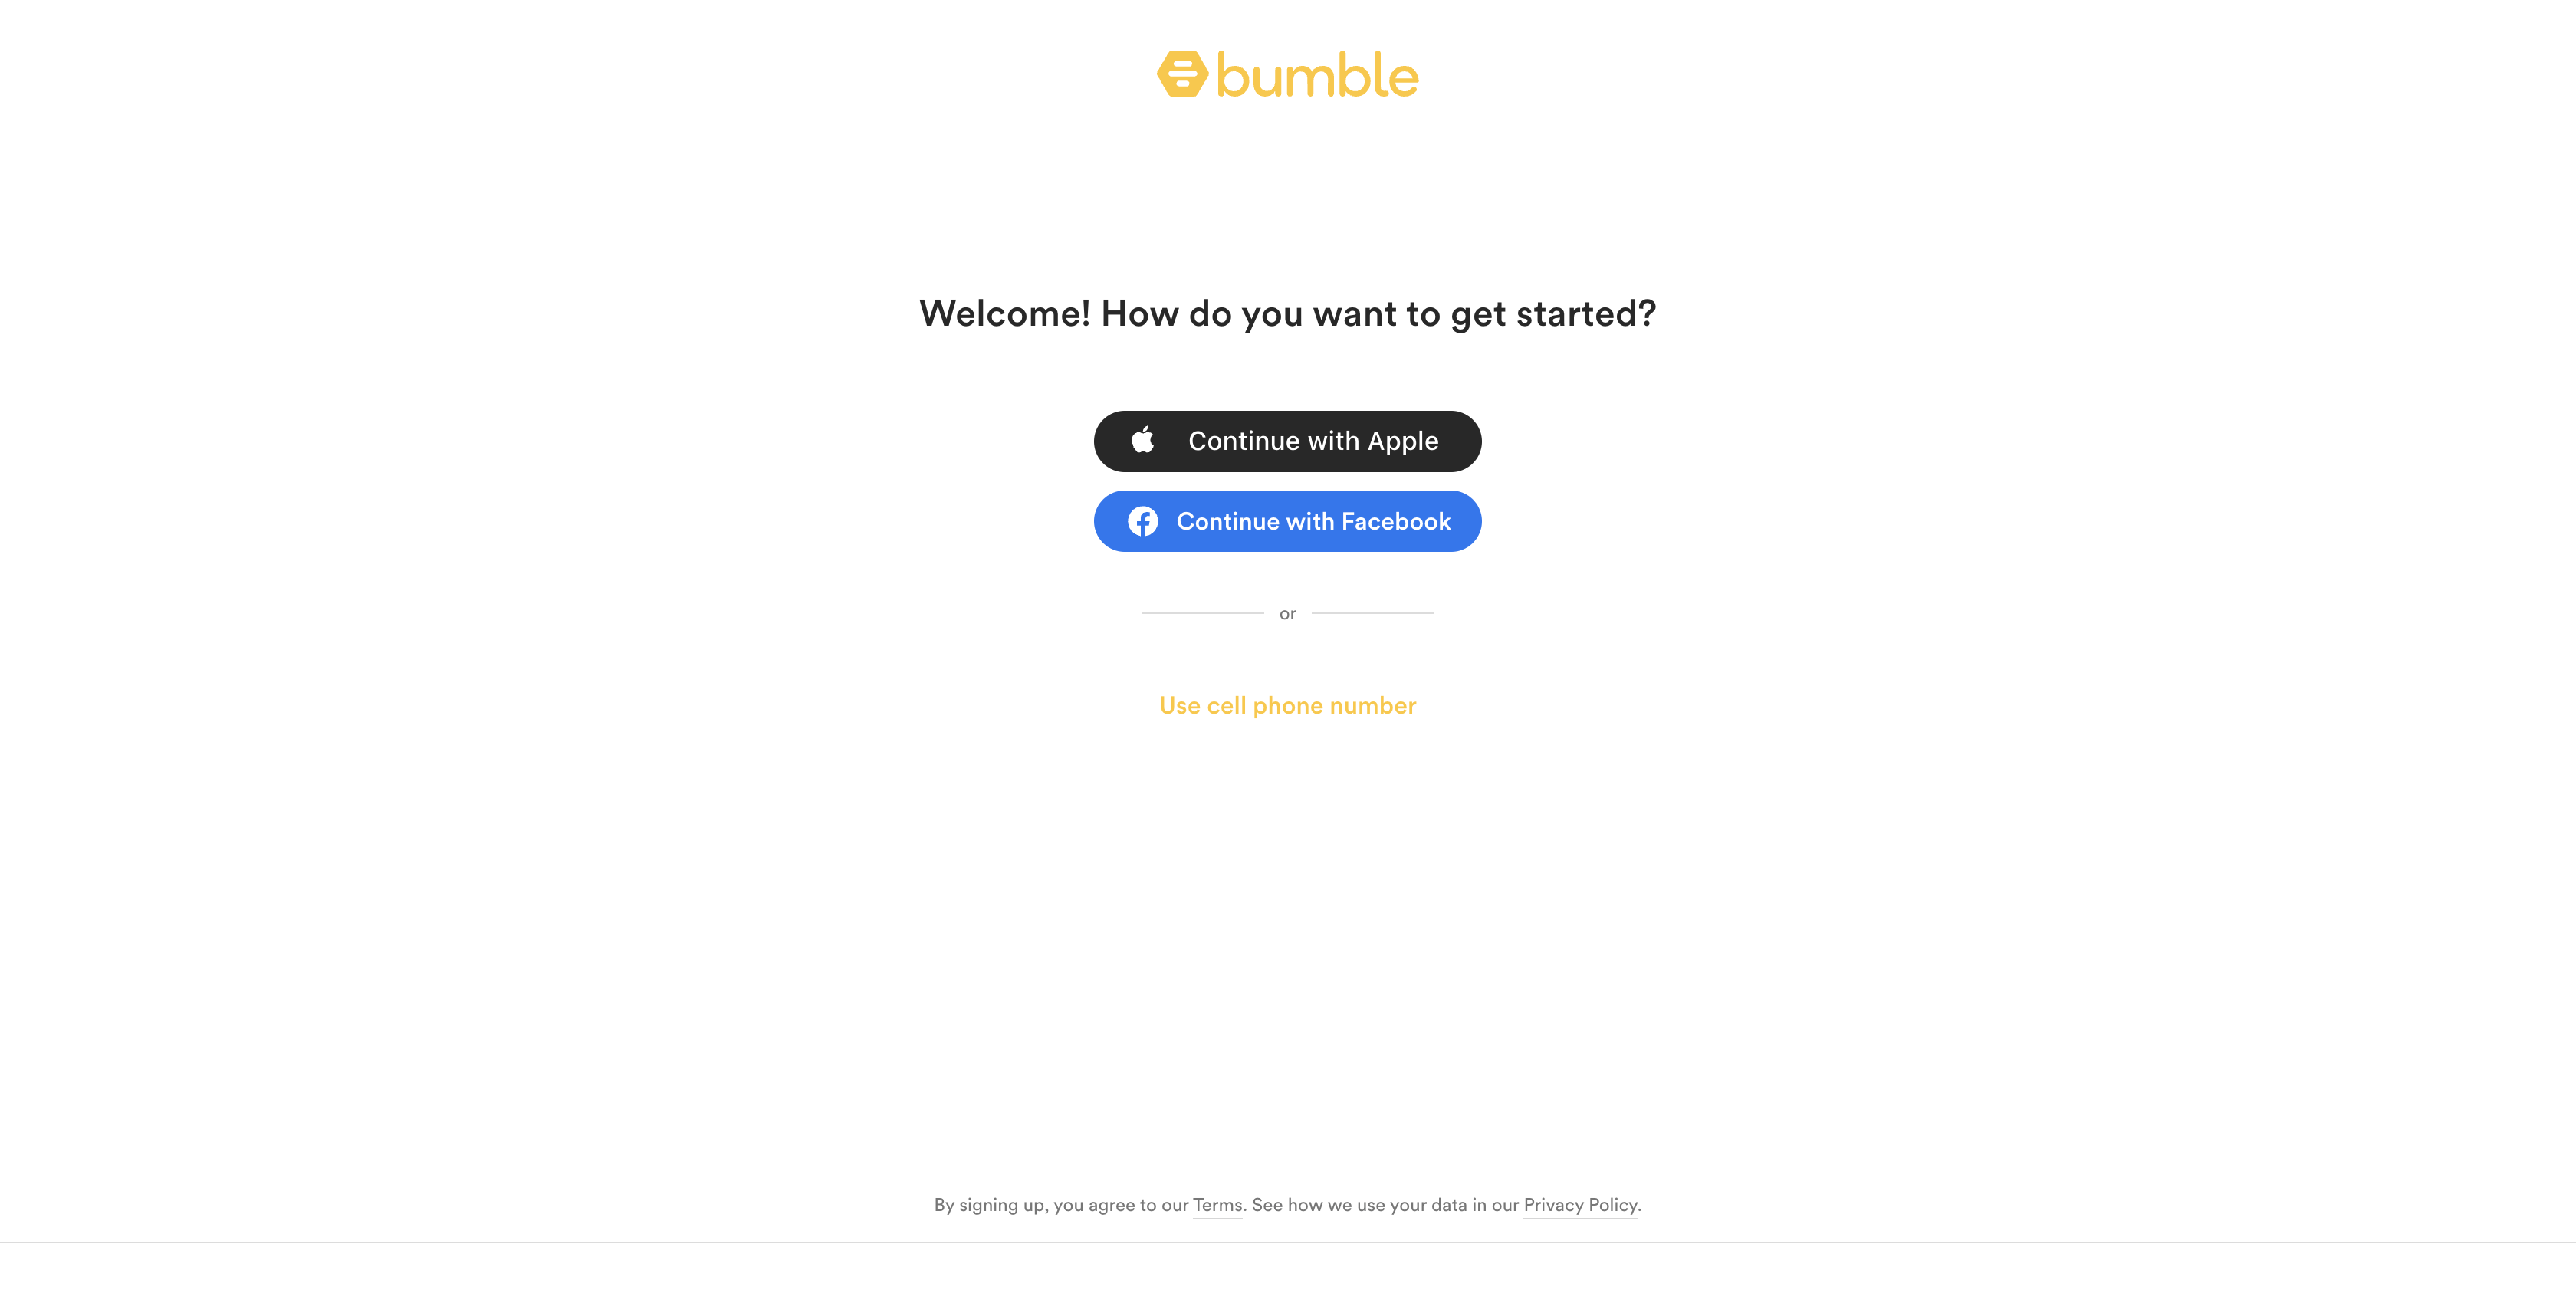 bumble
Welcome! How do you want to get started?
Continue with Apple
Continue with Facebook
or
Use cell phone number
By signing up, you agree to our Terms. See how we use your data in our Privacy Policy.